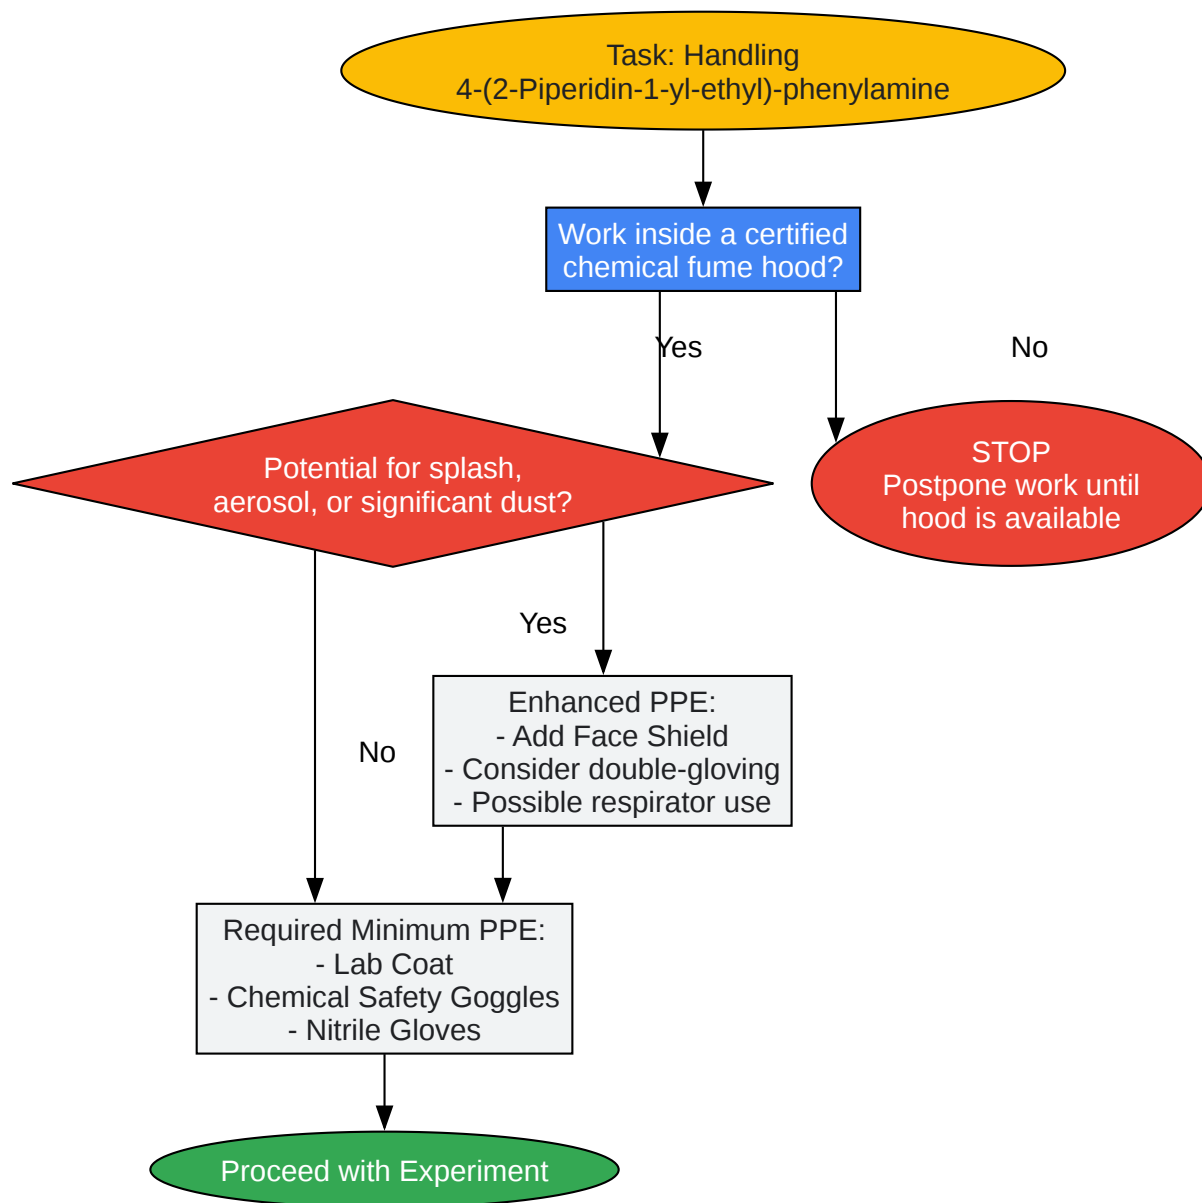 Task: Handling
4-(2-Piperidin-1-yl-ethyl)-phenylamine
Work inside a certified
chemical fume hood?
Yes
No
Potential for splash,
aerosol, or significant dust?
STOP
Postpone work until
hood is available
Yes
No
Enhanced PPE:
- Add Face Shield
- Consider double-gloving
- Possible respirator use
Required Minimum PPE:
- Lab Coat
- Chemical Safety Goggles
- Nitrile Gloves
Proceed with Experiment